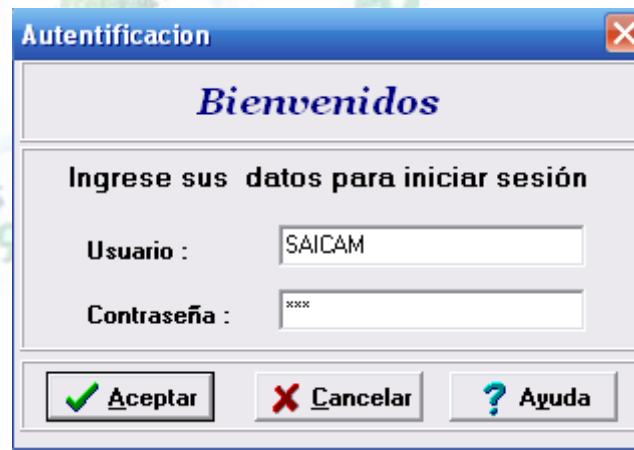 Autentificacion
Bienvenidos
Ingrese sus datos para iniciar sesión
Usuario : SAICAM
Contraseña : ***
Aceptar Cancelar ? Ayuda